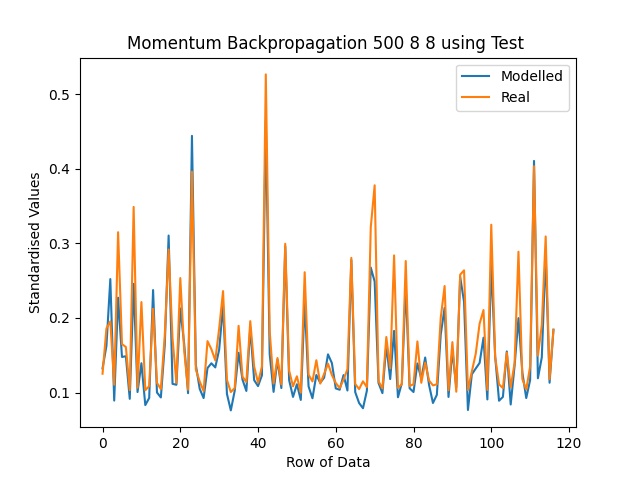 Momentum Backpropagation 500 8 8 using Test
Modelled
Real
Standardised Values
0.5
0.4
0.3
0.2
0.1
0 20 40 60 80 100 120
Row of Data